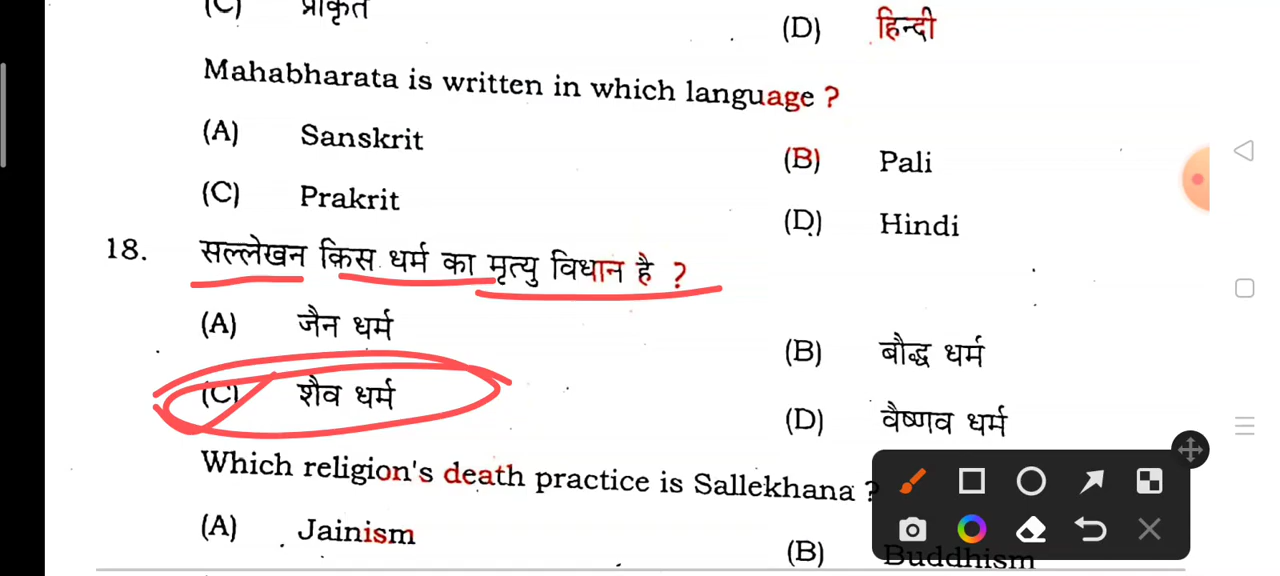 (C) प्राकृत
(D) हिन्दी
Mahabharata is written in which language ?
(A) Sanskrit
(B) Pali
(C) Prakrit
(D) Hindi
18. सल्लेखन किस धर्म का मृत्यु विधान है ?
(A) जैन धर्म
(B) बौद्ध धर्म
(C) शैव धर्म
(D) वैष्णव धर्म
Which religion's death practice is Sallekhana ?
(A) Jainism
(B) Buddhism